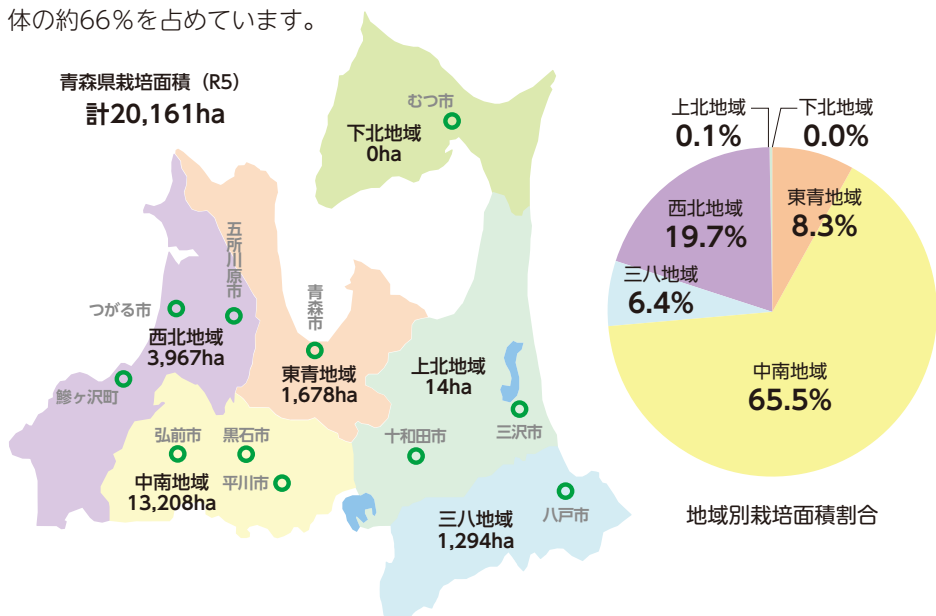 体の約66%を占めています。
青森県栽培面積（R5）
計20,161ha
むつ市
下北地域
0ha
五所川原市
つがる市
西北地域
3,967ha
鰺ヶ沢町
青森市
東青地域
1,678ha
上北地域
14ha
十和田市
三沢市
弘前市
黒石市
平川市
中南地域
13,208ha
三八地域
1,294ha
八戸市
上北地域
0.1%
下北地域
0.0%
東青地域
8.3%
西北地域
19.7%
三八地域
6.4%
中南地域
65.5%
地域別栽培面積割合